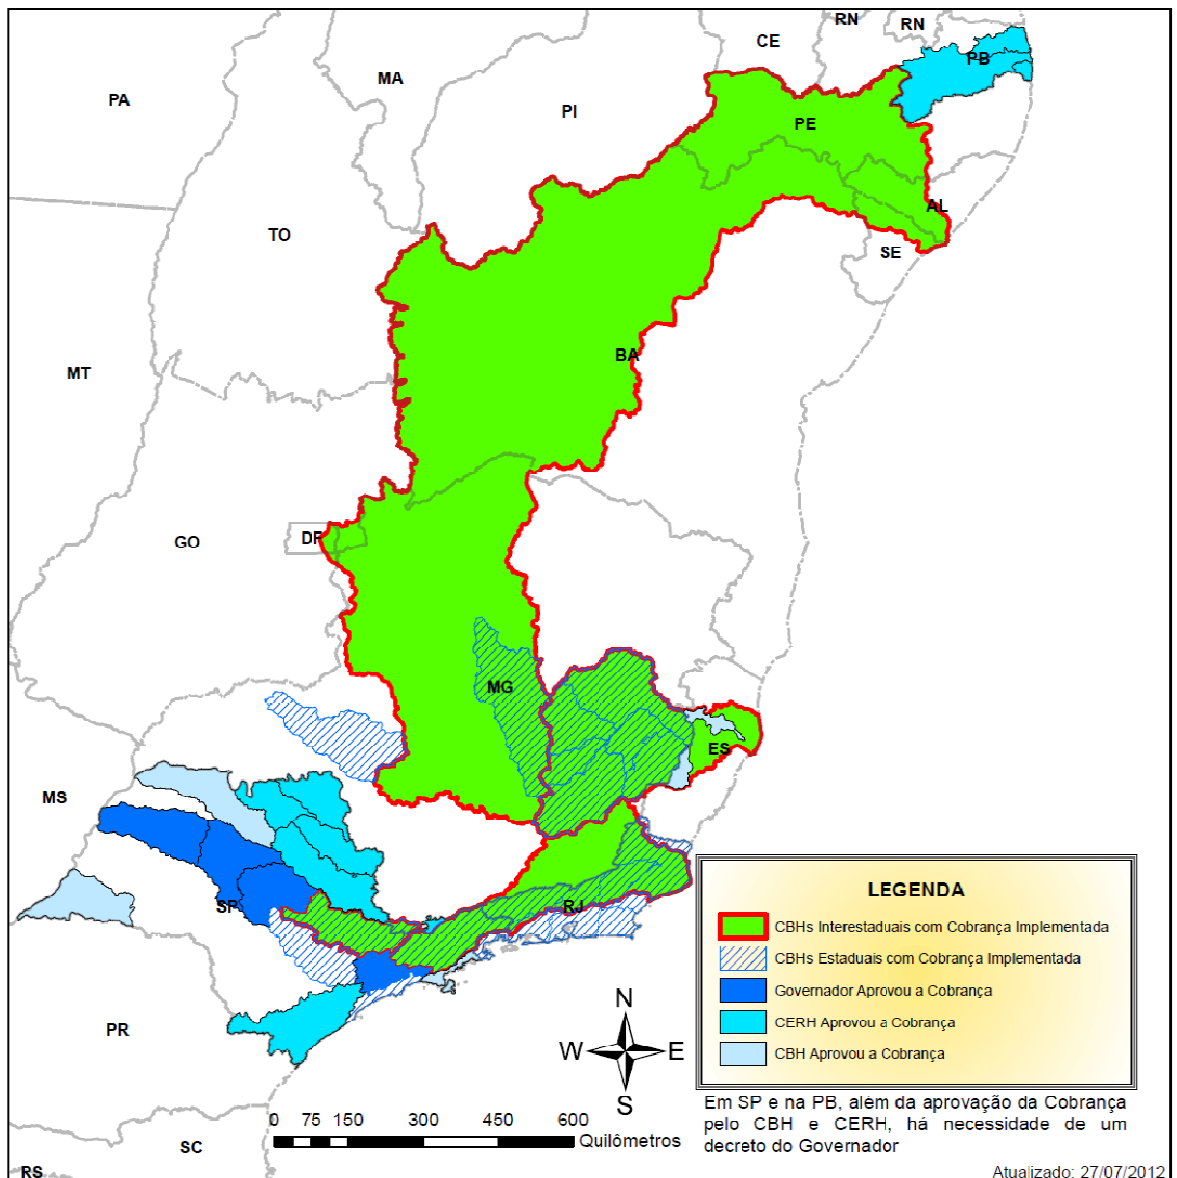 RN
RN
CE
PB
MA
PA
PI
PE
AL
TO
SE
BA
MT
DF
GO
MG
ES
MS
SP
RJ
LEGENDA
CBHs Interestaduais com Cobrança Implementada
CBHs Estaduais com Cobrança Implementada
Governador Aprovou a Cobrança
CERH Aprovou a Cobrança
CBH Aprovou a Cobrança
N
W E
S
PR
Em SP e na PB, além da aprovação da Cobrança
pelo CBH e CERH, há necessidade de um
decreto do Governador
0 75 150 300 450 600
Quilômetros
SC
RS
Atualizado: 27/07/2012